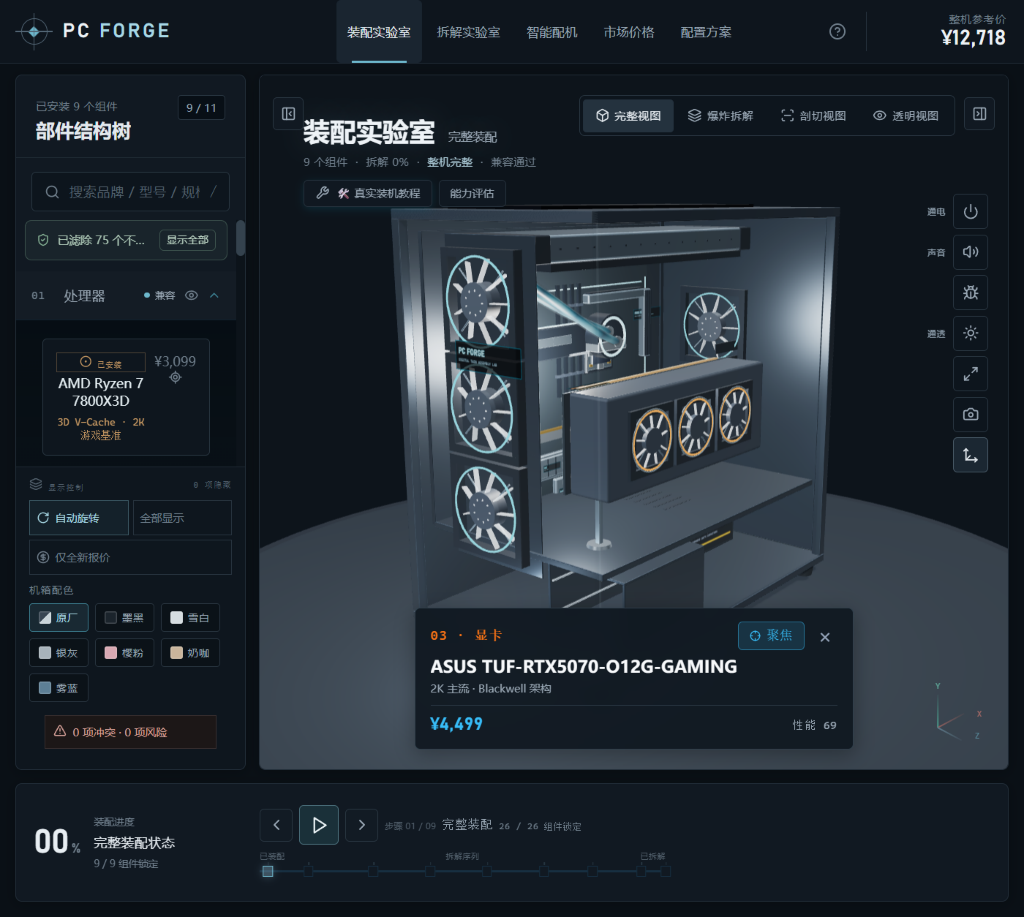 PC FORGE
装配实验室
拆解实验室
智能配机
市场价格
配置方案
整机参考价
¥12,718
已安装 9 个组件
9 / 11
部件结构树
搜索品牌 / 型号 / 规格 /
已滤除 75 个不...
显示全部
01 处理器
兼容
已安装
¥3,099
AMD Ryzen 7
7800X3D
3D V-Cache · 2K
游戏基准
显示控制
0 项隐藏
自动旋转
全部显示
仅全新报价
机箱配色
原厂
墨黑
雪白
银灰
樱粉
奶咖
雾蓝
0 项冲突 · 0 项风险
装配实验室 完整装配
9 个组件 · 拆解 0% · 整机完整 · 兼容通过
真实装机教程
能力评估
完整视图
爆炸拆解
剖切视图
透明视图
通电
声音
通透
PC FORGE
03 · 显卡
聚焦
ASUS TUF-RTX5070-O12G-GAMING
2K 主流 · Blackwell 架构
¥4,499
性能 69
Y
X
Z
00 %
装配进度
完整装配状态
9 / 9 组件锁定
步骤 01 / 09 完整装配 26 / 26 组件锁定
已装配
拆解序列
已拆解